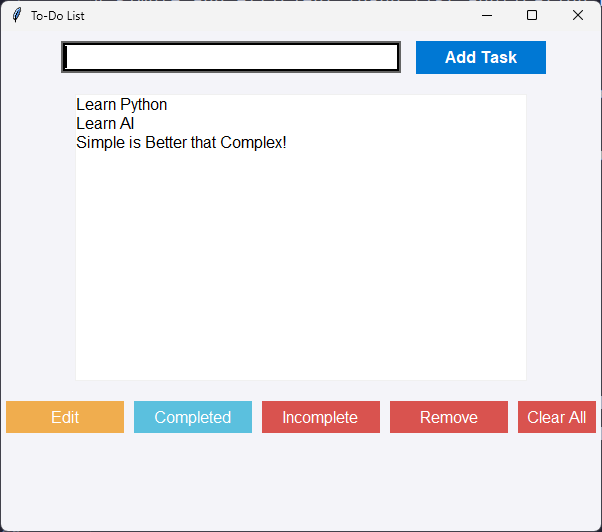 To-Do List
Add Task
Learn Python
Learn AI
Simple is Better that Complex!
Edit Completed Incomplete Remove Clear All